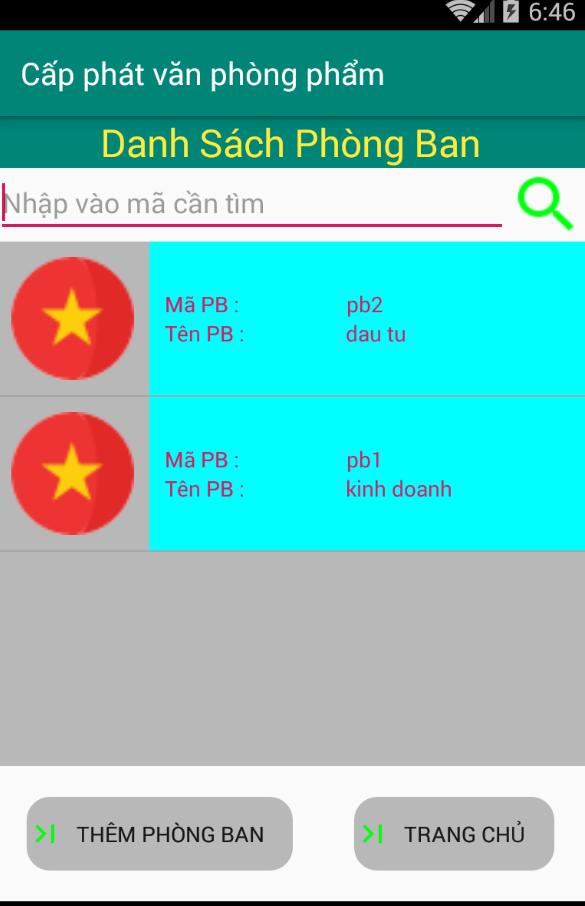 6:46
Cấp phát văn phòng phẩm
Danh Sách Phòng Ban
Nhập vào mã cần tìm
Mã PB : pb2
Tên PB : dau tu
Mã PB : pb1
Tên PB : kinh doanh
THÊM PHÒNG BAN
TRANG CHỦ